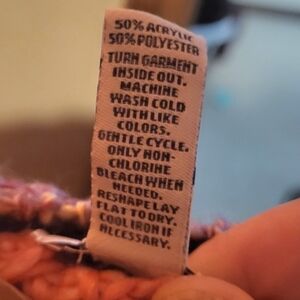 50% ACRYLIC
50% POLYESTER
TURN GARMENT
INSIDE OUT.
MACHINE
WASH COLD
WITH LIKE
COLORS.
GENTLE CYCLE.
ONLY NON-
CHLORINE
BLEACH WHEN
NEEDED.
RESHAPE LAY
FLAT TO DRY.
COOL IRON IF
NECESSARY.